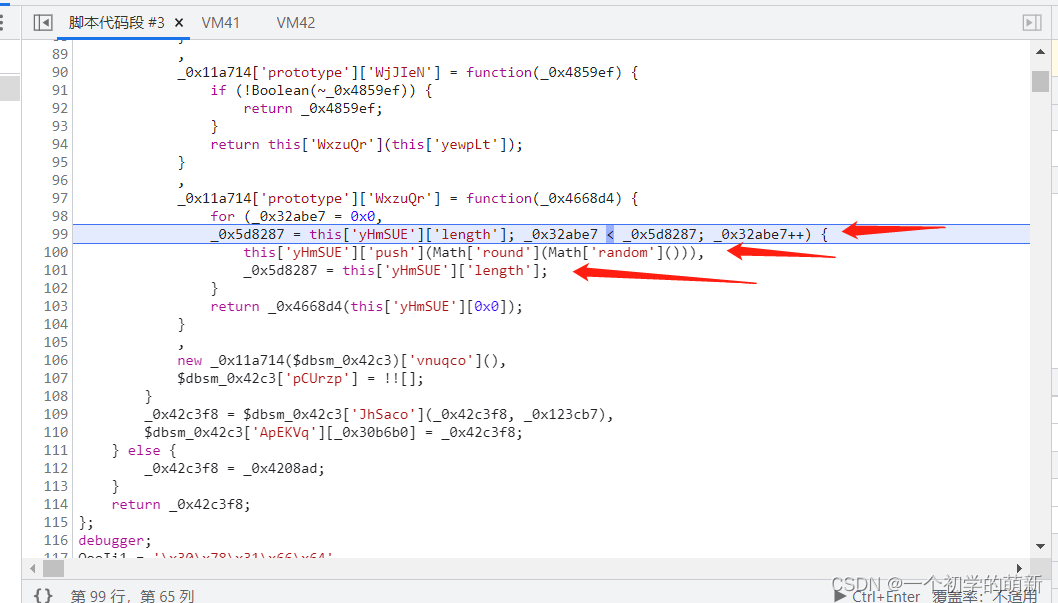 脚本代码段 #3 × VM41 VM42
89 ,
90 _0x11a714['prototype']['WjJIeN'] = function(_0x4859ef) {
91 if (!Boolean(~_0x4859ef)) {
92 return _0x4859ef;
93 }
94 return this['WxzuQr'](this['yewpLt']);
95 }
96 ,
97 _0x11a714['prototype']['WxzuQr'] = function(_0x4668d4) {
98 for (_0x32abe7 = 0x0,
99 _0x5d8287 = this['yHmSUE']['length']; _0x32abe7 < _0x5d8287; _0x32abe7++) {
100 this['yHmSUE']['push'](Math['round'](Math['random']())),
101 _0x5d8287 = this['yHmSUE']['length'];
102 }
103 return _0x4668d4(this['yHmSUE'][0x0]);
104 }
105 ,
106 new _0x11a714($dbsm_0x42c3)['vnuqco'](),
107 $dbsm_0x42c3['pCUrzp'] = !![];
108 }
109 _0x42c3f8 = $dbsm_0x42c3['JhSaco'](_0x42c3f8, _0x123cb7),
110 $dbsm_0x42c3['ApEKVq'][_0x30b6b0] = _0x42c3f8;
111 } else {
112 _0x42c3f8 = _0x4208ad;
113 }
114 return _0x42c3f8;
115 };
116 debugger;
117
{} 第 99 行，第 65 列 ▶ Ctrl+Enter 覆盖率：不适用
CSDN @一个初学的萌新